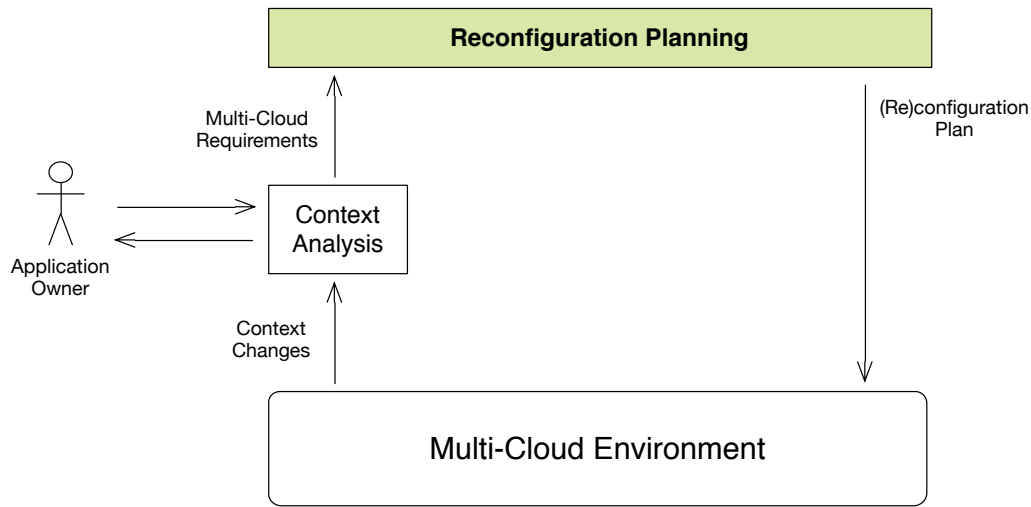 Reconfiguration Planning
Multi-Cloud
Requirements
(Re)configuration
Plan
Context
Analysis
Application
Owner
Context
Changes
Multi-Cloud Environment